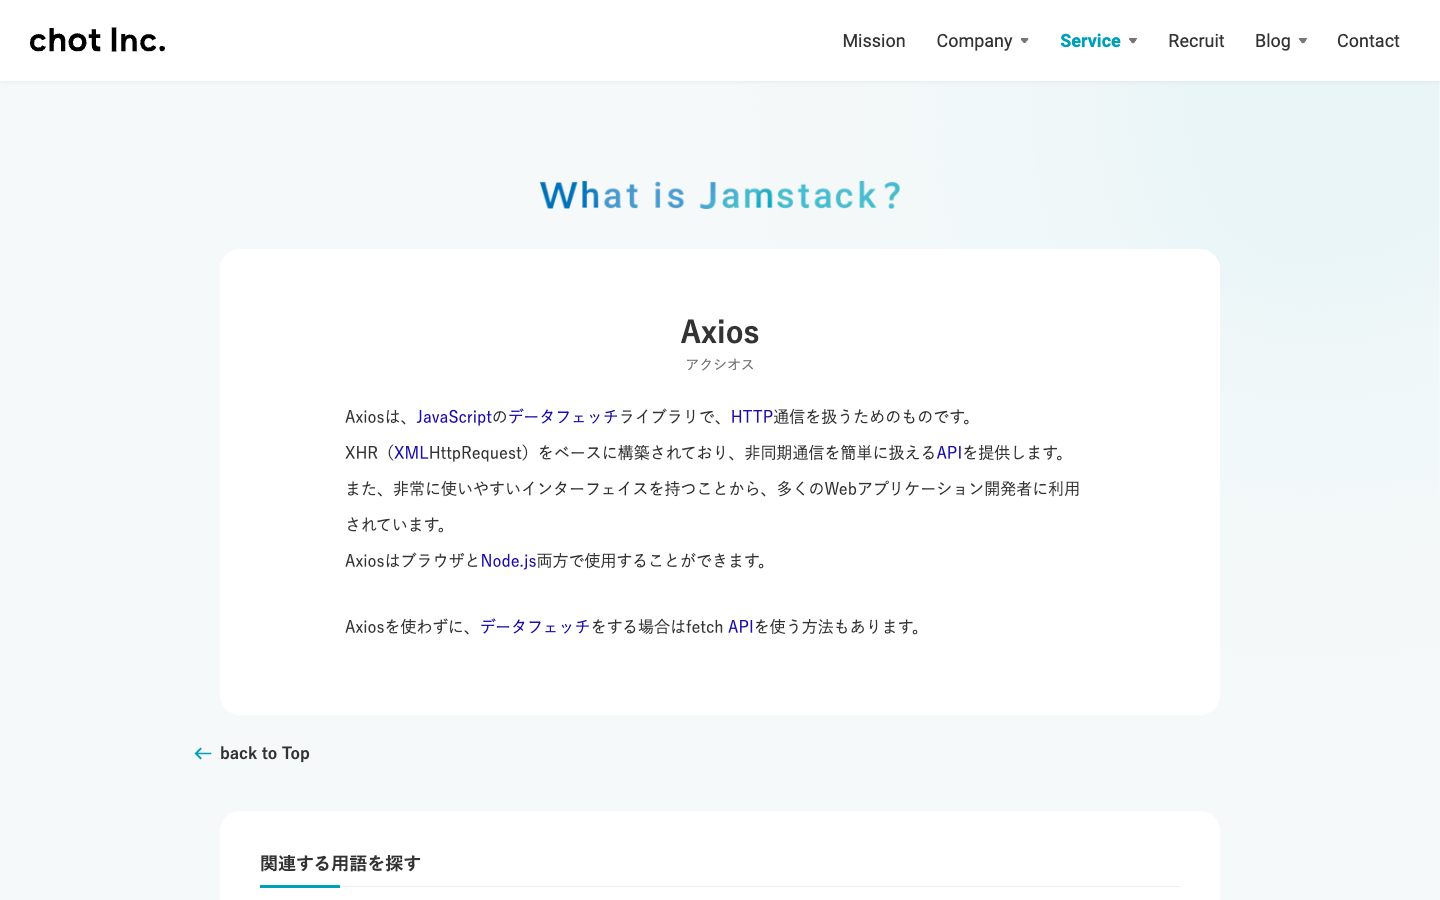 chot Inc.
Mission Company Service Recruit Blog Contact
What is Jamstack?
Axios
アクシオス
Axiosは、JavaScriptのデータフェッチライブラリで、HTTP通信を扱うためのものです。
XHR（XMLHttpRequest）をベースに構築されており、非同期通信を簡単に扱えるAPIを提供します。
また、非常に使いやすいインターフェイスを持つことから、多くのWebアプリケーション開発者に利用
されています。
AxiosはブラウザとNode.js両方で使用することができます。
Axiosを使わずに、データフェッチをする場合はfetch APIを使う方法もあります。
back to Top
関連する用語を探す